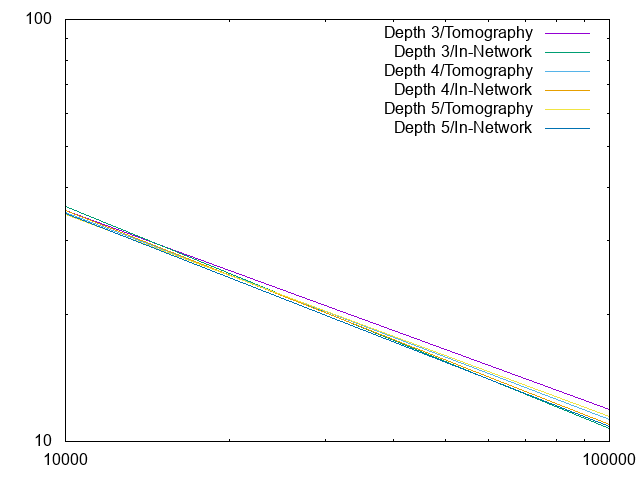 100
Depth 3/Tomography
Depth 3/In-Network
Depth 4/Tomography
Depth 4/In-Network
Depth 5/Tomography
Depth 5/In-Network
10
10000
100000